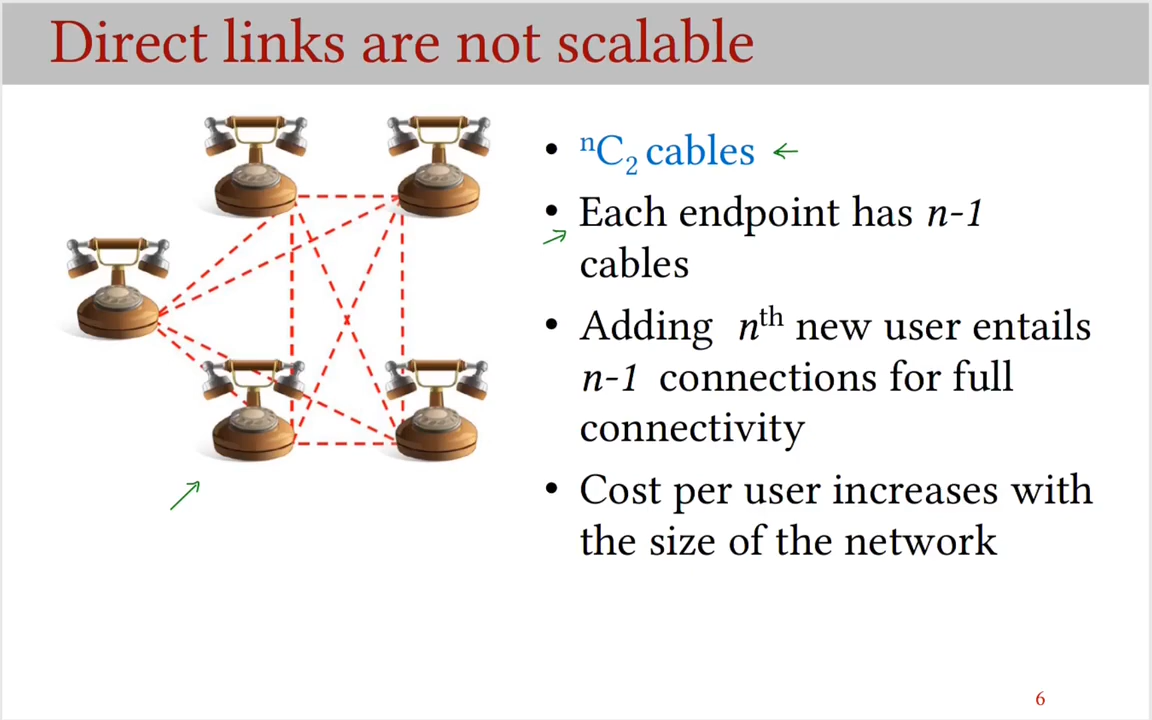 Direct links are not scalable
• ⁿC₂ cables ←
• Each endpoint has n-1
cables
• Adding nᵗʰ new user entails
n-1 connections for full
connectivity
• Cost per user increases with
the size of the network
6